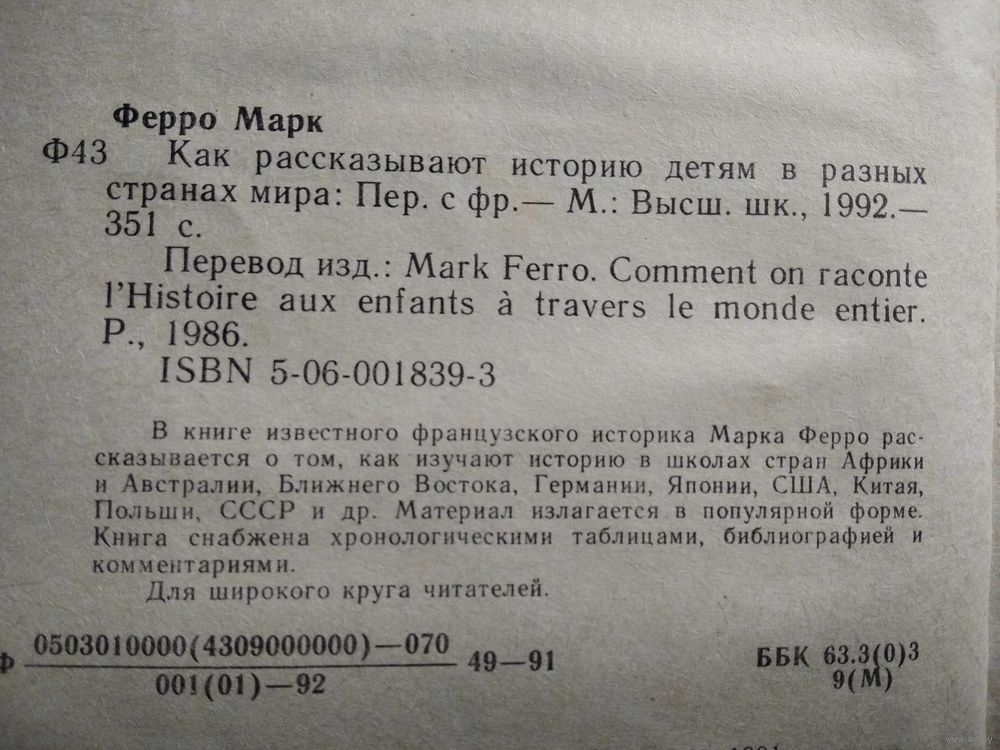 Ферро Марк
Ф43 Как рассказывают историю детям в разных
странах мира: Пер. с фр.— М.: Высш. шк., 1992.—
351 с.
Перевод изд.: Mark Ferro. Comment on raconte
l'Histoire aux enfants à travers le monde entier.
P., 1986.
ISBN 5-06-001839-3
В книге известного французского историка Марка Ферро рас-
сказывается о том, как изучают историю в школах стран Африки
и Австралии, Ближнего Востока, Германии, Японии, США, Китая,
Польши, СССР и др. Материал излагается в популярной форме.
Книга снабжена хронологическими таблицами, библиографией и
комментариями.
Для широкого круга читателей.
Ф 0503010000(4309000000)—070 49—91
001(01)—92
ББК 63.3(0)3
9(М)